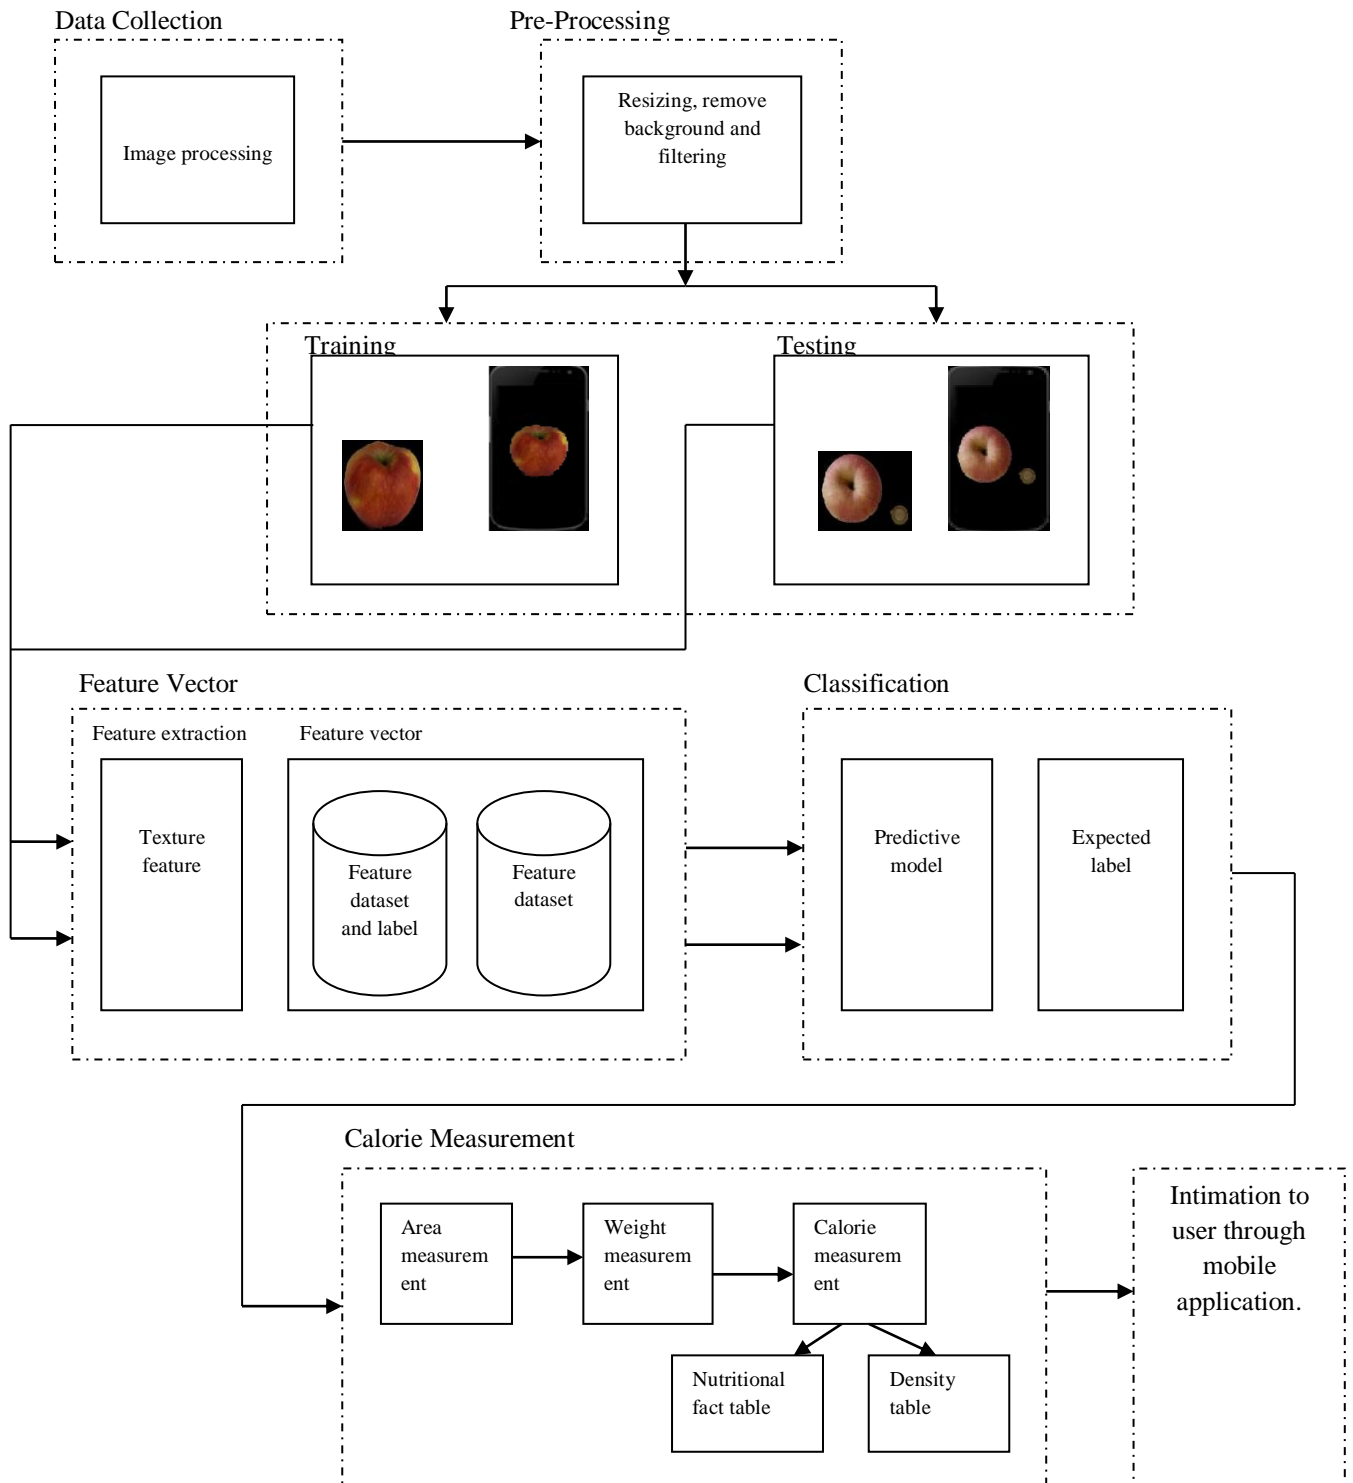 Data Collection
Pre-Processing
Image processing
Resizing, remove
background and
filtering
Training
Testing
Feature Vector
Classification
Feature extraction
Feature vector
Texture
feature
Feature
dataset
and label
Feature
dataset
Predictive
model
Expected
label
Calorie Measurement
Area
measurem
ent
Weight
measurem
ent
Calorie
measurem
ent
Nutritional
fact table
Density
table
Intimation to
user through
mobile
application.